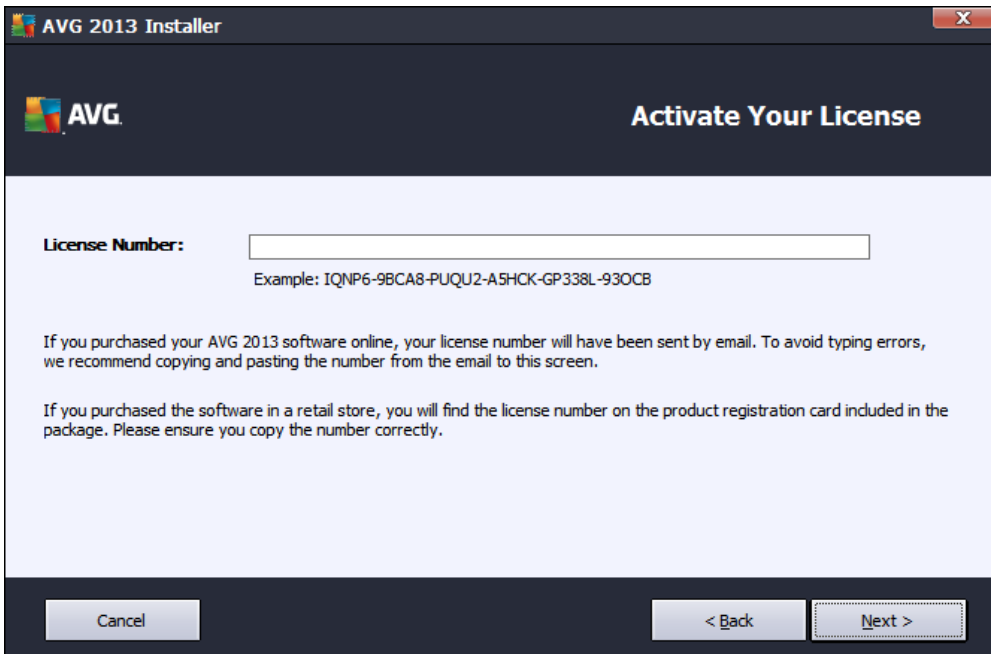 AVG 2013 Installer
X
AVG.
Activate Your License
License Number:
Example: IQNP6-9BCA8-PUQU2-A5HCK-GP338L-93OCB
If you purchased your AVG 2013 software online, your license number will have been sent by email. To avoid typing errors,
we recommend copying and pasting the number from the email to this screen.
If you purchased the software in a retail store, you will find the license number on the product registration card included in the
package. Please ensure you copy the number correctly.
Cancel
< Back
Next >